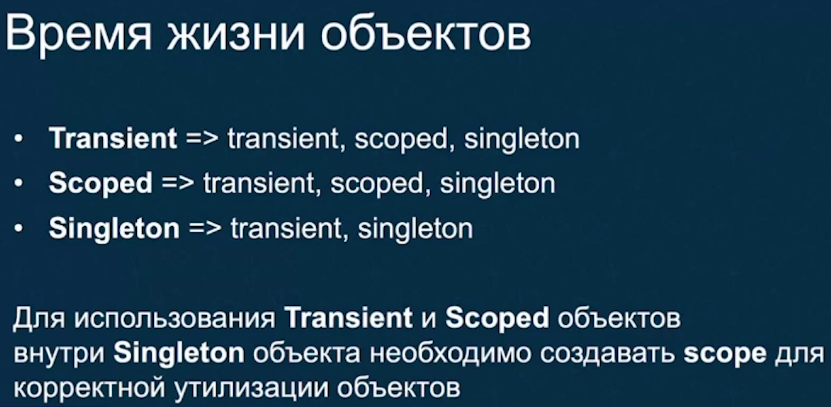 Время жизни объектов
• Transient => transient, scoped, singleton
• Scoped => transient, scoped, singleton
• Singleton => transient, singleton
Для использования Transient и Scoped объектов
внутри Singleton объекта необходимо создавать scope для
корректной утилизации объектов